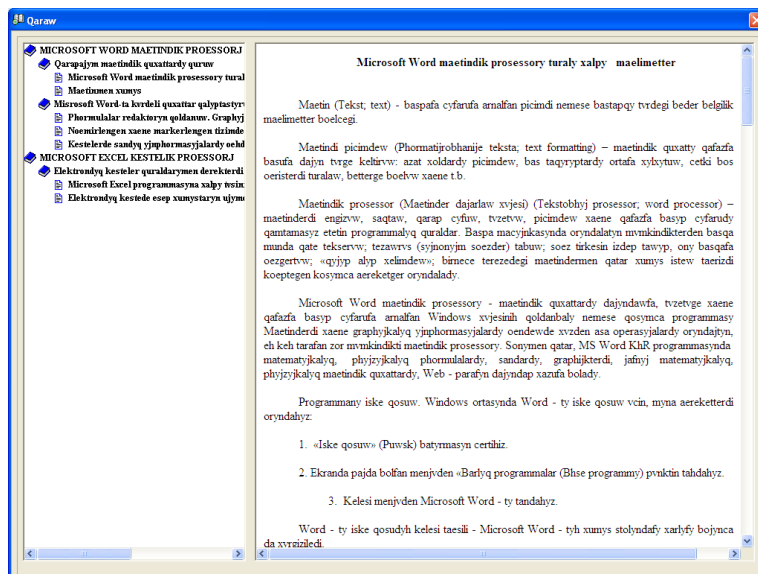 Qaraw
MICROSOFT WORD MAETINDIK PROESSORJ
Qarapajym maetindik quxattardy quruw
Microsoft Word maetindik prosessory tural
Maetinmen xumys
Misrosoft Word-ta kvrdeli quxattar qalyptastyr
Phormulalar redaktoryn qoldanuw. Graphyj
Noemirlengen xaene markerlengen tizimde
Kestelerde sandyq yjnphormasyjalardy oehd
MICROSOFT EXCEL KESTELIK PROESSORJ
Elektrondyq kesteler quraldarymen derekterdi
Microsoft Excel programmasyna xalpy tvsin
Elektrondyq kestede esep xumystaryn ujymd
Microsoft Word maetindik prosessory turaly xalpy maelimetter
Maetin (Tekst; text) - baspafa cyfarufa arnalfan picimdi nemese bastapqy tvrdegi beder belgilik
maelimetter boelcegi.
Maetindi picimdew (Phormatijrobhanije teksta; text formatting) – maetindik quxatty qafazfa
basufa dajyn tvrge keltirvw: azat xoldardy picimdew, bas taqyryptardy ortafa xylxytuw, cetki bos
oeristerdi turalaw, betterge boelvw xaene t.b.
Maetindik prosessor (Maetinder dajarlaw xvjesi) (Tekstobhyj prosessor; word processor) –
maetinderdi engizvw, saqtaw, qarap cyfuw, tvzetvw, picimdew xaene qafazfa basyp cyfarudy
qamtamasyz etetin programmalyq quraldar. Baspa macyjnkasynda oryndalatyn mvmkindikterden basqa
munda qate tekservw; tezawrvs (syjnonyjm soezder) tabuw; soez tirkesin izdep tawyp, ony basqafa
oezgertvw; «qyjyp alyp xelimdew»; birnece terezedegi maetindermen qatar xumys istew taerizdi
koeptegen kosymca aereketger oryndalady.
Microsoft Word maetindik prosessory - maetindik quxattardy dajyndawfa, tvzetvge xaene
qafazfa basyp cyfarufa arnalfan Windows xvjesinih qoldanbaly nemese qosymca programmasy
Maetinderdi xaene graphyjkalyq yjnphormasyjalardy oendewde xvzden asa operasyjalardy oryndajtyn,
eh keh tarafan zor mvmkindikti maetindik prosessory. Sonymen qatar, MS Word KhR programmasynda
matematyjkalyq, phyjzyjkalyq phormulalardy, sandardy, graphijkterdi, jafnyj matematyjkalyq,
phyjzyjkalyq maetindik quxattardy, Web - parafyn dajyndap xazufa bolady.
Programmany iske qosuw. Windows ortasynda Word - ty iske qosuw vcin, myna aereketterdi
oryndahyz:
1. «Iske qosuw» (Puwsk) batyrmasyn certihiz.
2. Ekranda pajda bolfan menjvden «Barlyq programmalar (Bhse programmy) pvnktin tahdahyz.
3. Kelesi menjvden Microsoft Word - ty tandahyz.
Word - ty iske qosudyh kelesi taesili - Microsoft Word - tyh xumys stolyndafy xarlyfy bojynca
da xvrgiziledi.